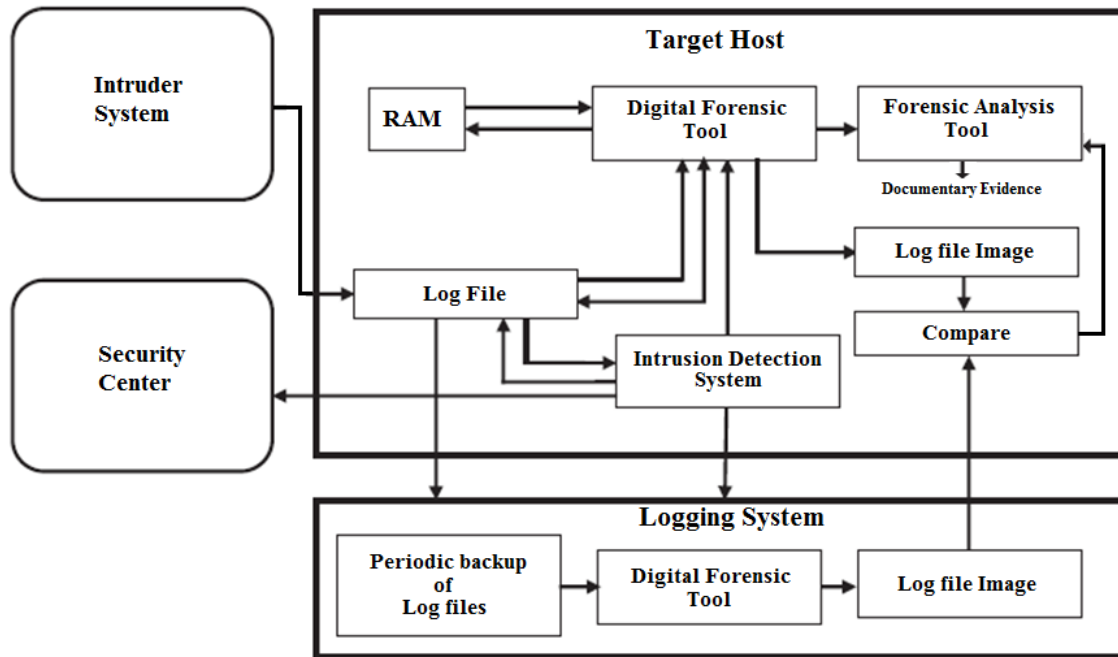 Target Host
Intruder
System
RAM
Digital Forensic
Tool
Forensic Analysis
Tool
Documentary Evidence
Log file Image
Log File
Compare
Security
Center
Intrusion Detection
System
Logging System
Periodic backup
of
Log files
Digital Forensic
Tool
Log file Image